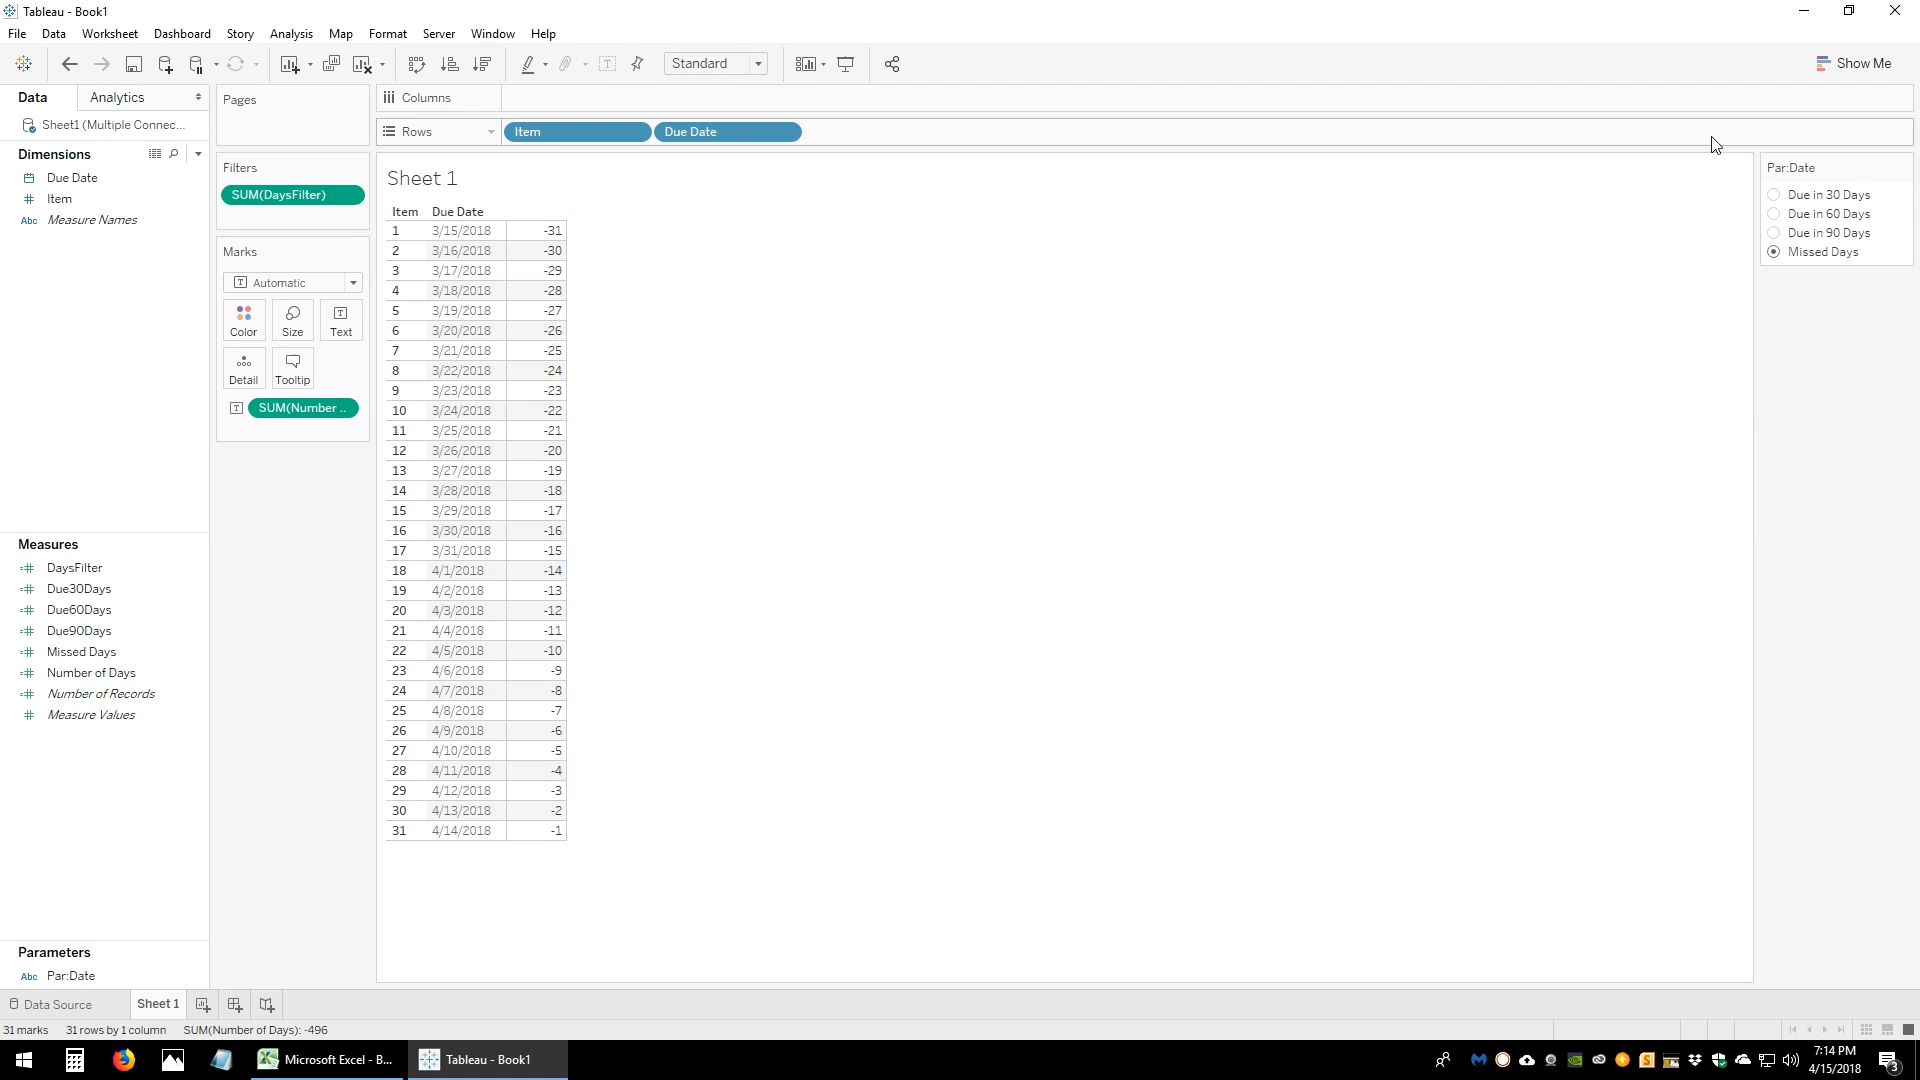 Tableau - Book1
File Data Worksheet Dashboard Story Analysis Map Format Server Window Help
Standard
Show Me
Data Analytics
Sheet1 (Multiple Connec...
Dimensions
Due Date
Item
Abc Measure Names
Measures
DaysFilter
Due30Days
Due60Days
Due90Days
Missed Days
Number of Days
Number of Records
Measure Values
Parameters
Abc Par:Date
Pages
Filters
SUM(DaysFilter)
Marks
Automatic
Color Size Text
Detail Tooltip
SUM(Number ..
Columns
Rows Item Due Date
Sheet 1
Item Due Date
1 3/15/2018 -31
2 3/16/2018 -30
3 3/17/2018 -29
4 3/18/2018 -28
5 3/19/2018 -27
6 3/20/2018 -26
7 3/21/2018 -25
8 3/22/2018 -24
9 3/23/2018 -23
10 3/24/2018 -22
11 3/25/2018 -21
12 3/26/2018 -20
13 3/27/2018 -19
14 3/28/2018 -18
15 3/29/2018 -17
16 3/30/2018 -16
17 3/31/2018 -15
18 4/1/2018 -14
19 4/2/2018 -13
20 4/3/2018 -12
21 4/4/2018 -11
22 4/5/2018 -10
23 4/6/2018 -9
24 4/7/2018 -8
25 4/8/2018 -7
26 4/9/2018 -6
27 4/10/2018 -5
28 4/11/2018 -4
29 4/12/2018 -3
30 4/13/2018 -2
31 4/14/2018 -1
Par:Date
Due in 30 Days
Due in 60 Days
Due in 90 Days
Missed Days
Data Source Sheet 1
31 marks 31 rows by 1 column SUM(Number of Days): -496
Microsoft Excel - B... Tableau - Book1
7:14 PM
4/15/2018
3